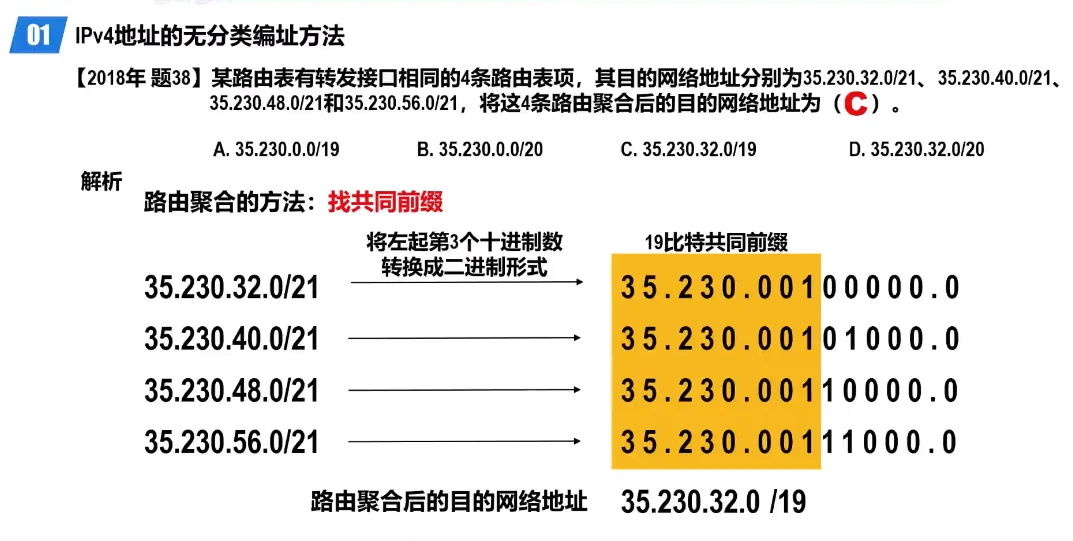 01 IPv4地址的无分类编址方法
【2018年 题38】某路由表有转发接口相同的4条路由表项，其目的网络地址分别为35.230.32.0/21、35.230.40.0/21、
35.230.48.0/21和35.230.56.0/21，将这4条路由聚合后的目的网络地址为（C）。
A. 35.230.0.0/19 B. 35.230.0.0/20 C. 35.230.32.0/19 D. 35.230.32.0/20
解析
路由聚合的方法：找共同前缀
将左起第3个十进制数
转换成二进制形式
19比特共同前缀
35.230.32.0/21 35.230.00100000.0
35.230.40.0/21 35.230.00101000.0
35.230.48.0/21 35.230.00110000.0
35.230.56.0/21 35.230.00111000.0
路由聚合后的目的网络地址 35.230.32.0 /19